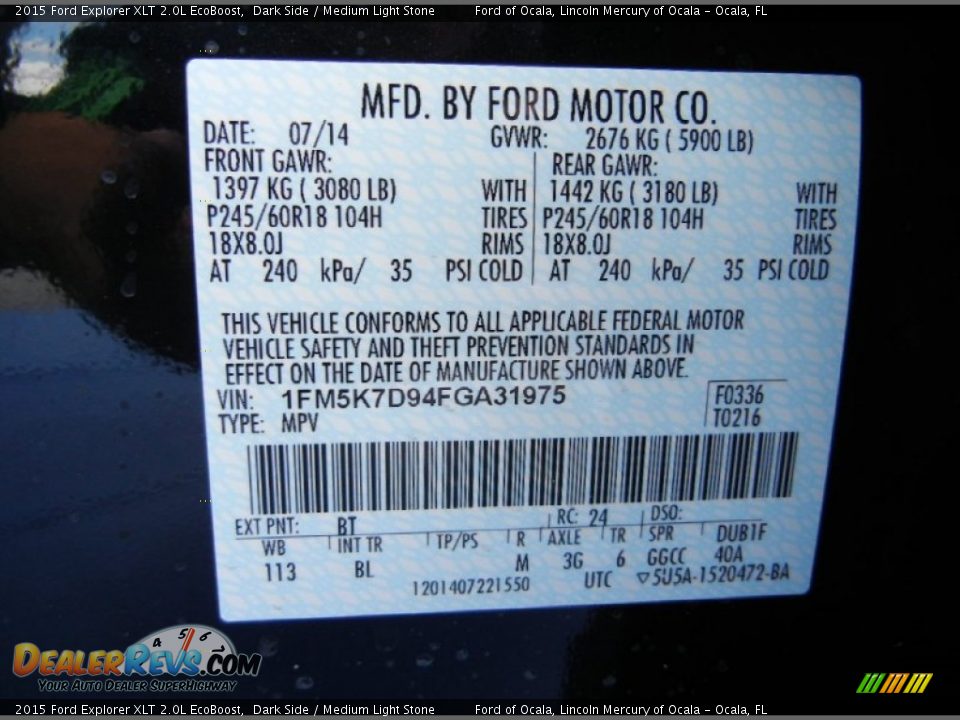 2015 Ford Explorer XLT 2.0L EcoBoost, Dark Side / Medium Light Stone Ford of Ocala, Lincoln Mercury of Ocala - Ocala, FL
MFD. BY FORD MOTOR CO.
DATE: 07/14 GVWR: 2676 KG ( 5900 LB)
FRONT GAWR: REAR GAWR:
1397 KG ( 3080 LB) WITH 1442 KG ( 3180 LB) WITH
P245/60R18 104H TIRES P245/60R18 104H TIRES
18X8.0J RIMS 18X8.0J RIMS
AT 240 kPa/ 35 PSI COLD AT 240 kPa/ 35 PSI COLD
THIS VEHICLE CONFORMS TO ALL APPLICABLE FEDERAL MOTOR
VEHICLE SAFETY AND THEFT PREVENTION STANDARDS IN
EFFECT ON THE DATE OF MANUFACTURE SHOWN ABOVE.
VIN: 1FM5K7D94FGA31975 F0336
TYPE: MPV T0216
EXT PNT: BT RC: 24 DSO:
WB INT TR TP/PS R AXLE TR SPR DUB1F
113 BL M 3G 6 GGCC 40A
1201407221550 UTC ▽5U5A-1520472-BA
4 5 6
DEALERREVS.COM
Your Auto Dealer SuperHighway
2015 Ford Explorer XLT 2.0L EcoBoost, Dark Side / Medium Light Stone Ford of Ocala, Lincoln Mercury of Ocala - Ocala, FL